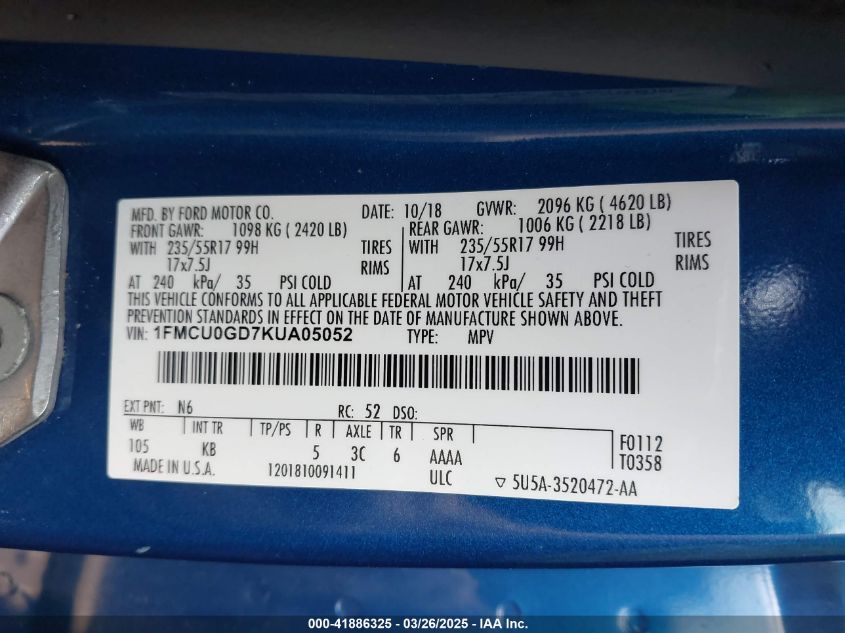 MFD. BY FORD MOTOR CO. DATE: 10/18 GVWR: 2096 KG ( 4620 LB)
FRONT GAWR: 1098 KG ( 2420 LB) REAR GAWR: 1006 KG ( 2218 LB)
WITH 235/55R17 99H TIRES WITH 235/55R17 99H TIRES
17x7.5J RIMS 17x7.5J RIMS
AT 240 kPa/ 35 PSI COLD AT 240 kPa/ 35 PSI COLD
THIS VEHICLE CONFORMS TO ALL APPLICABLE FEDERAL MOTOR VEHICLE SAFETY AND THEFT
PREVENTION STANDARDS IN EFFECT ON THE DATE OF MANUFACTURE SHOWN ABOVE.
VIN: 1FMCU0GD7KUA05052 TYPE: MPV
EXT PNT: N6 RC: 52 DSO:
WB INT TR TP/PS R AXLE TR SPR F0112
105 KB 5 3C 6 AAAA T0358
MADE IN U.S.A. 1201810091411 ULC ▽ 5U5A-3520472-AA
000-41886325 - 03/26/2025 - IAA Inc.